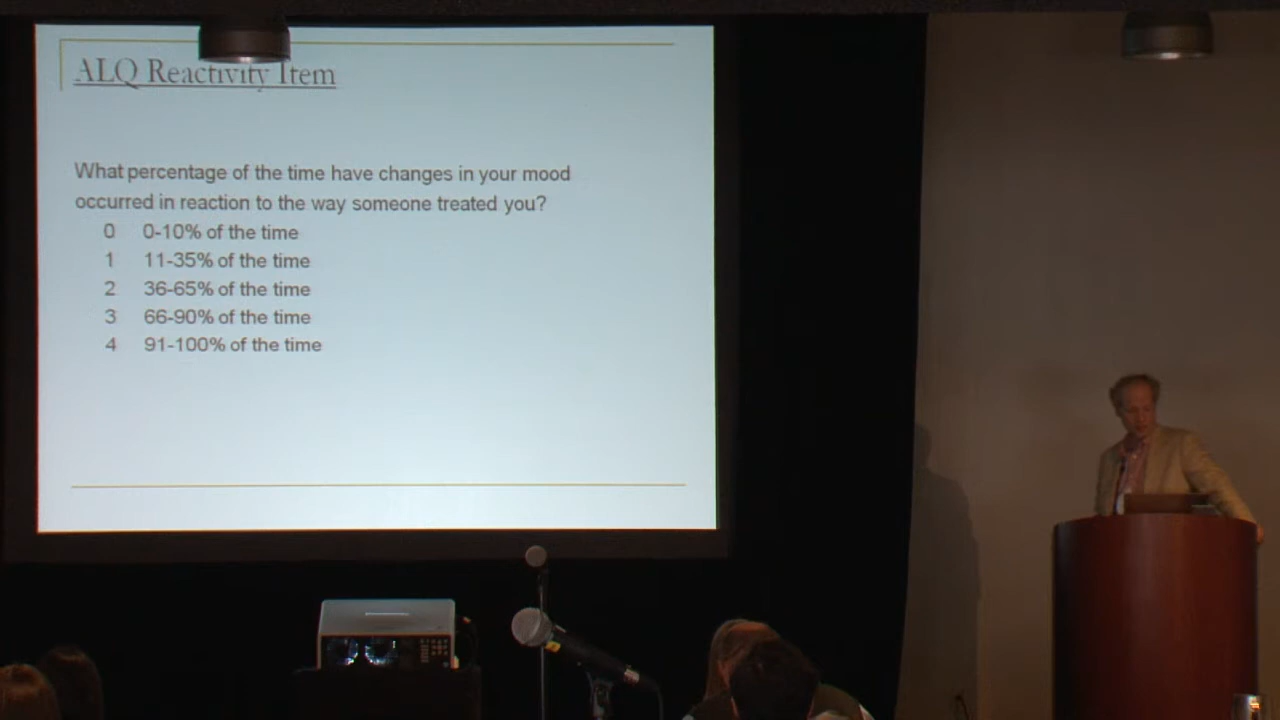 ALQ Reactivity Item
What percentage of the time have changes in your mood
occurred in reaction to the way someone treated you?
0 0-10% of the time
1 11-35% of the time
2 36-65% of the time
3 66-90% of the time
4 91-100% of the time